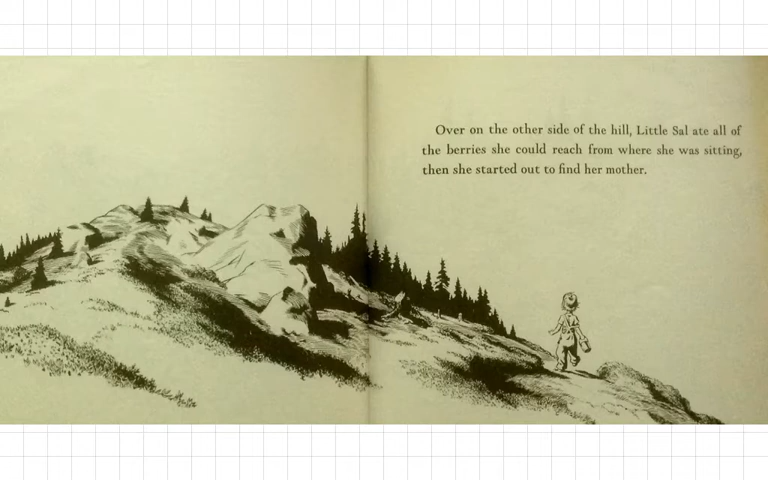 Over on the other side of the hill, Little Sal ate all of
the berries she could reach from where she was sitting,
then she started out to find her mother.